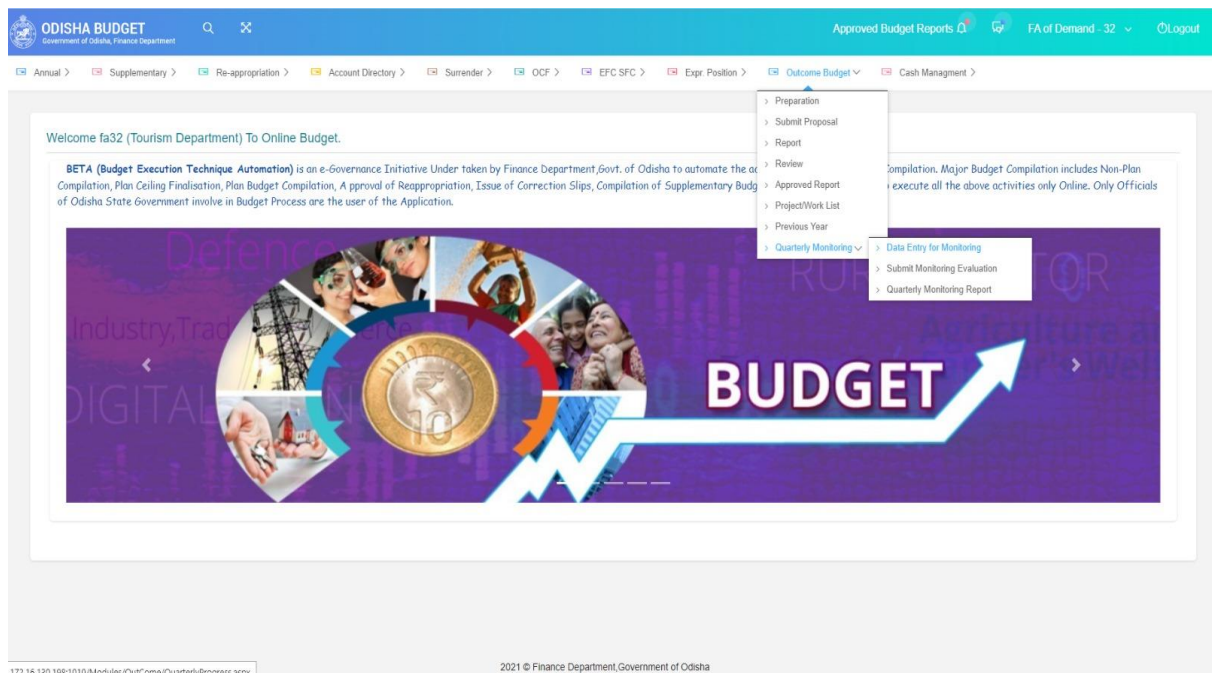 ODISHA BUDGET
Government of Odisha, Finance Department
Approved Budget Reports
FA of Demand - 32
Logout
Annual >
Supplementary >
Re-appropriation >
Account Directory >
Surrender >
OCF >
EFC SFC >
Expr. Position >
Outcome Budget
Cash Managment >
> Preparation
> Submit Proposal
> Report
> Review
> Approved Report
> Project/Work List
> Previous Year
> Quarterly Monitoring
> Data Entry for Monitoring
> Submit Monitoring Evaluation
> Quarterly Monitoring Report
Welcome fa32 (Tourism Department) To Online Budget.
BETA (Budget Execution Technique Automation) is an e-Governance Initiative Under taken by Finance Department,Govt. of Odisha to automate the Compilation. Major Budget Compilation includes Non-Plan
Compilation, Plan Ceiling Finalisation, Plan Budget Compilation, A pproval of Reappropriation, Issue of Correction Slips, Compilation of Supplementary execute all the above activities only Online. Only Officials
of Odisha State Government involve in Budget Process are the user of the Application.
Defence
Industry,
DIGITAL
10
BUDGET
2021 © Finance Department,Government of Odisha
172.16.130.198:1010/Modules/OutCome/QuarterlyProgress.aspx